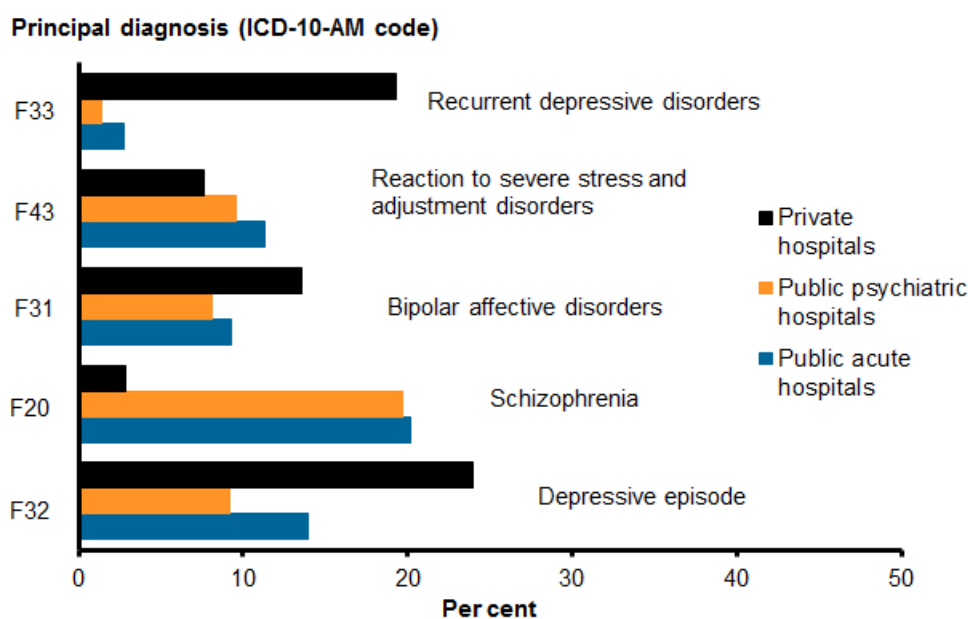 Principal diagnosis (ICD-10-AM code)
F33
Recurrent depressive disorders
F43
Reaction to severe stress and
adjustment disorders
F31
Bipolar affective disorders
F20
Schizophrenia
F32
Depressive episode
Private
hospitals
Public psychiatric
hospitals
Public acute
hospitals
0 10 20 30 40 50
Per cent